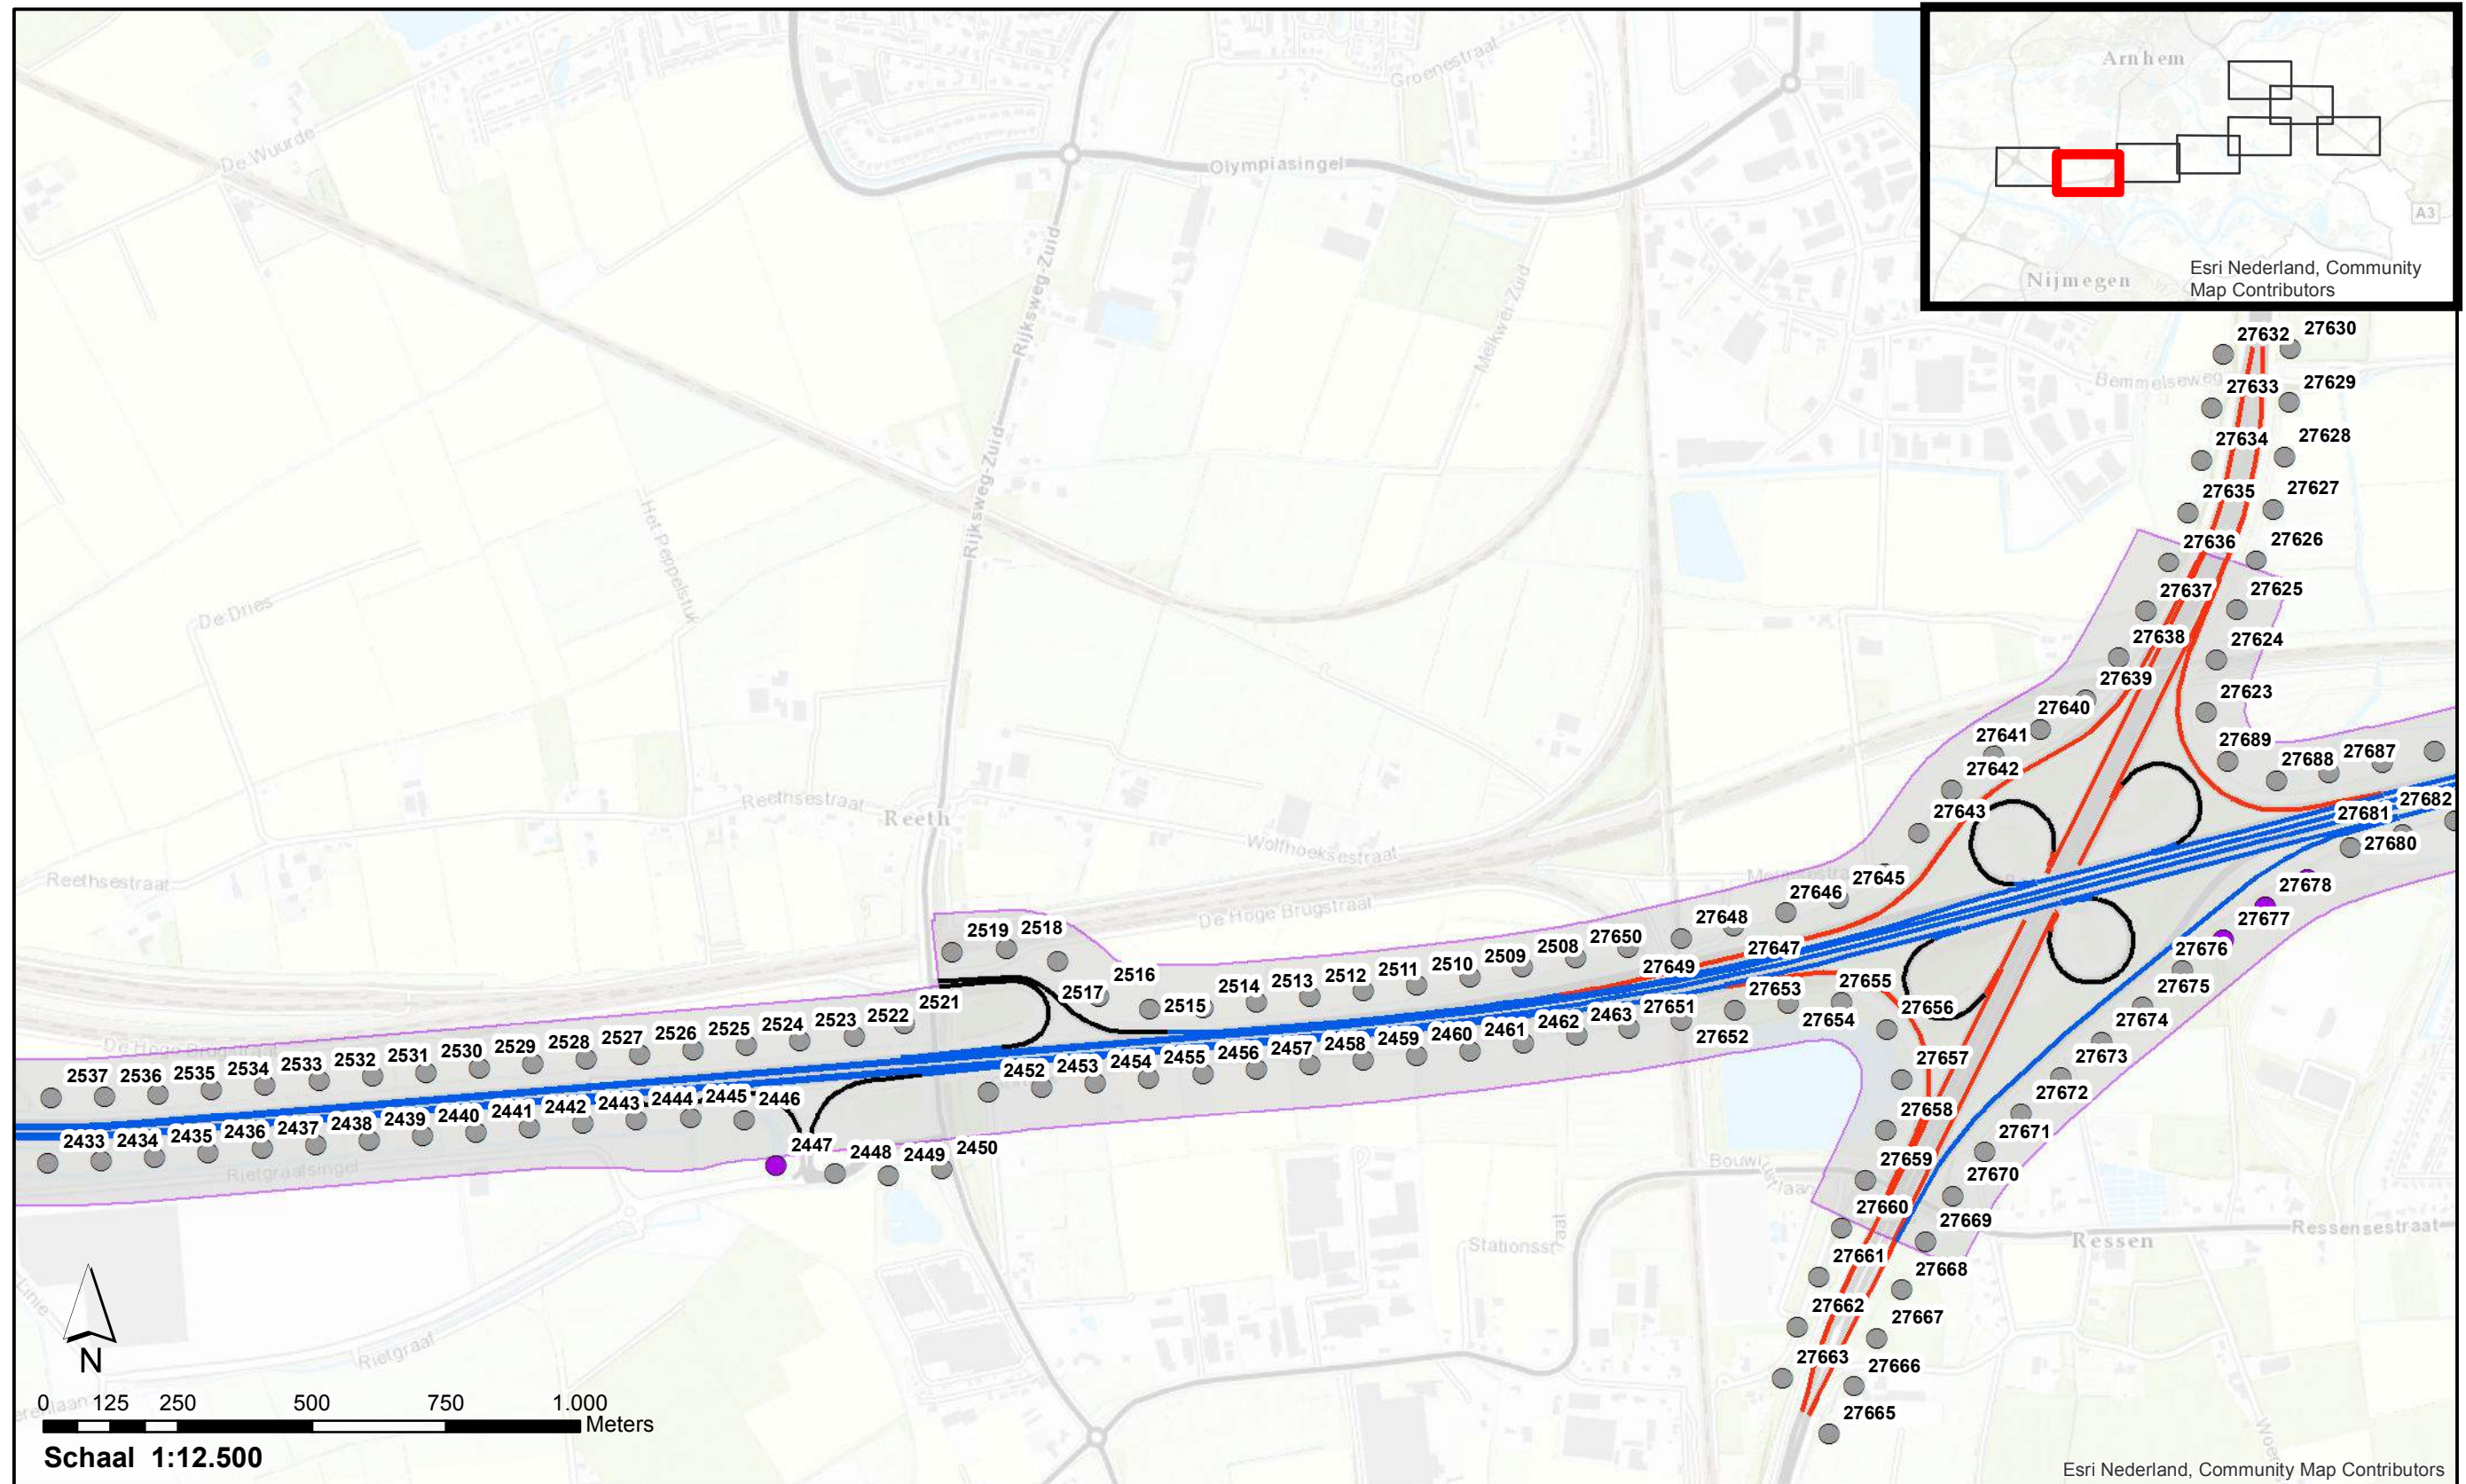 Groenestraat
De Wuurde
Olympiasingel
Rijksweg-Zuid
Melkweg Zuid
Rijksweg-Zuid
Het Peppelstuk
De Dries
Reethsestraat
Reeth
Wolfhoeksestraat
Reethsestraat
De Hoge Brugstraat
De Hoge Brugstraat
Rietgraafsingel
Rietgraaf
Linie
Stationsstraat
Ressen
Ressensestraat
Bemmelseweg
Arnhem
A3
Nijmegen
Esri Nederland, Community
Map Contributors
27632 27630
27633 27629
27634 27628
27635 27627
27636 27626
27637 27625
27638 27624
27639 27623
27640
27641 27689 27688 27687
27642
27643 27682
27681
27680
27645
27646 27678
27677
27648
27647 27676
2519 2518 2508 27650
2516 2514 2513 2512 2511 2510 2509 27649
2517 2515 27653 27655 27675
2521 27651 27654 27656 27674
2522 2463 27652
2523 2462 27673
2524 2461
2537 2536 2535 2534 2533 2532 2531 2530 2529 2528 2527 2526 2525
2452 2453 2454 2455 2456 2457 2458 2459 2460
27657 27672
27658 27671
2433 2434 2435 2436 2437 2438 2439 2440 2441 2442 2443 2444 2445 2446
2447 2448 2449 2450
27659 27670
27660 27669
27661 27668
27662 27667
27663 27666
27665
N
0 125 250 500 750 1.000
Meters
Schaal 1:12.500
Esri Nederland, Community Map Contributors